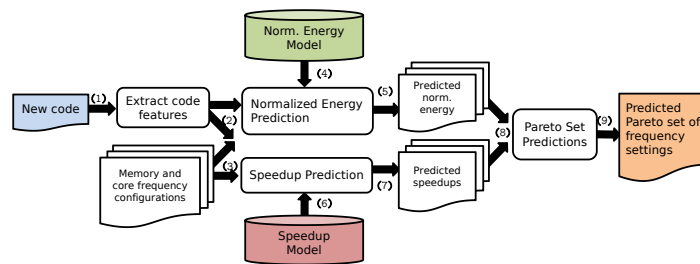 Norm. Energy
Model
(4)
New code
(1)
Extract code
features
(2)
Normalized Energy
Prediction
(5)
Predicted
norm.
energy
(8)
Pareto Set
Predictions
(9)
Predicted
Pareto set of
frequency
settings
Memory and
core frequency
configurations
(3)
Speedup Prediction
(7)
Predicted
speedups
(6)
Speedup
Model